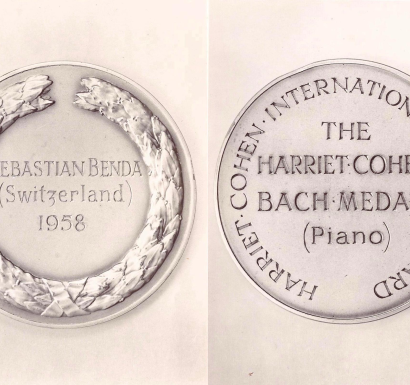 EBASTIAN BENDA
(Switzerland)
1958
HARRIET·COHEN·INTERNATION
ARD
THE
HARRIET·COHE
BACH·MEDA
(Piano)